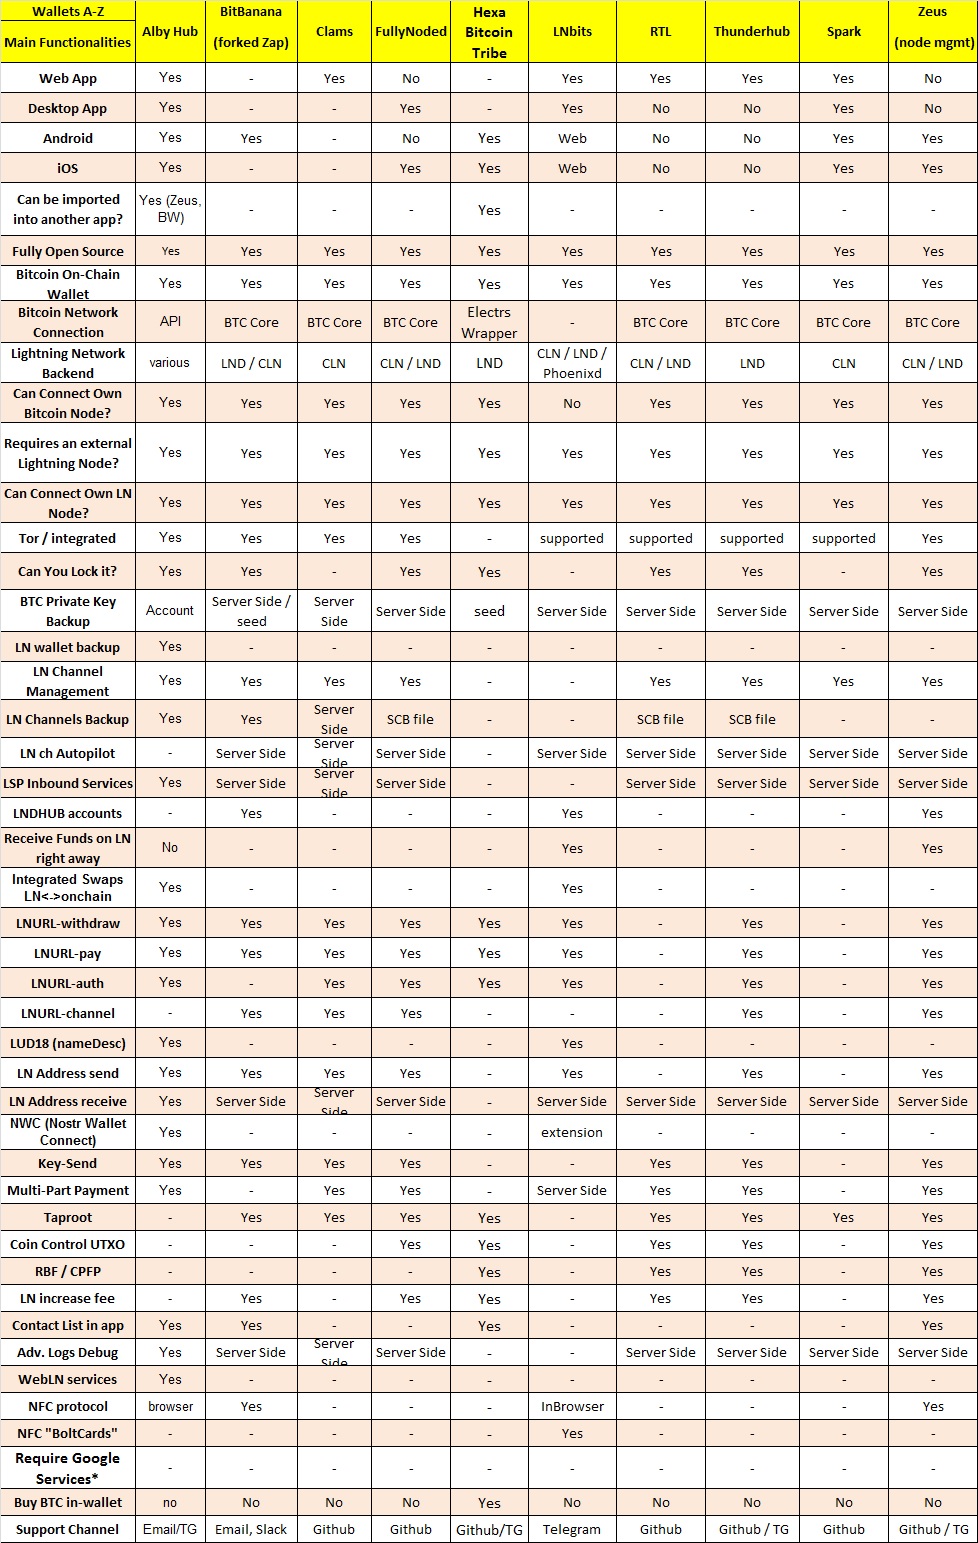 Wallets A-Z | Alby Hub | BitBanana (forked Zap) | Clams | FullyNoded | Hexa Bitcoin Tribe | LNbits | RTL | Thunderhub | Spark | Zeus (node mgmt)
Main Functionalities
Web App | Yes | - | Yes | No | - | Yes | Yes | Yes | Yes | No
Desktop App | Yes | - | - | Yes | - | Yes | No | No | Yes | No
Android | Yes | Yes | - | No | Yes | Web | No | No | Yes | Yes
iOS | Yes | - | - | Yes | Yes | Web | No | No | Yes | Yes
Can be imported into another app? | Yes (Zeus, BW) | - | - | - | Yes | - | - | - | - | -
Fully Open Source | Yes | Yes | Yes | Yes | Yes | Yes | Yes | Yes | Yes | Yes
Bitcoin On-Chain Wallet | Yes | Yes | Yes | Yes | Yes | Yes | Yes | Yes | Yes | Yes
Bitcoin Network Connection | API | BTC Core | BTC Core | BTC Core | Electrs Wrapper | - | BTC Core | BTC Core | BTC Core | BTC Core
Lightning Network Backend | various | LND / CLN | CLN | CLN / LND | LND | CLN / LND / Phoenixd | CLN / LND | LND | CLN | CLN / LND
Can Connect Own Bitcoin Node? | Yes | Yes | Yes | Yes | Yes | No | Yes | Yes | Yes | Yes
Requires an external Lightning Node? | Yes | Yes | Yes | Yes | Yes | Yes | Yes | Yes | Yes | Yes
Can Connect Own LN Node? | Yes | Yes | Yes | Yes | Yes | Yes | Yes | Yes | Yes | Yes
Tor / integrated | Yes | Yes | Yes | Yes | - | supported | supported | supported | supported | Yes
Can You Lock it? | Yes | Yes | - | Yes | Yes | - | Yes | Yes | - | Yes
BTC Private Key Backup | Account | Server Side / seed | Server Side | Server Side | seed | Server Side | Server Side | Server Side | Server Side | Server Side
LN wallet backup | Yes | - | - | - | - | - | - | - | - | -
LN Channel Management | Yes | Yes | Yes | Yes | - | - | Yes | Yes | Yes | Yes
LN Channels Backup | Yes | Yes | Server Side | SCB file | - | - | SCB file | SCB file | - | -
LN ch Autopilot | - | Server Side | Server Side | Server Side | - | Server Side | Server Side | Server Side | Server Side | Server Side
LSP Inbound Services | Yes | Server Side | Server Side | Server Side | - | - | Server Side | Server Side | Server Side | Server Side
LNDHUB accounts | - | Yes | - | - | - | Yes | - | - | - | Yes
Receive Funds on LN right away | No | - | - | - | - | Yes | - | - | - | Yes
Integrated Swaps LN<->onchain | Yes | - | - | - | - | Yes | - | - | - | -
LNURL-withdraw | Yes | Yes | Yes | Yes | Yes | Yes | - | Yes | - | Yes
LNURL-pay | Yes | Yes | Yes | Yes | Yes | Yes | - | Yes | - | Yes
LNURL-auth | Yes | - | Yes | Yes | Yes | Yes | - | Yes | - | Yes
LNURL-channel | - | Yes | Yes | Yes | - | - | - | Yes | - | Yes
LUD18 (nameDesc) | Yes | - | - | - | - | Yes | - | - | - | -
LN Address send | Yes | Yes | Yes | Yes | - | Yes | - | Yes | - | Yes
LN Address receive | Yes | Server Side | Server Side | Server Side | - | Server Side | Server Side | Server Side | Server Side | Server Side
NWC (Nostr Wallet Connect) | Yes | - | - | - | - | extension | - | - | - | -
Key-Send | Yes | Yes | Yes | Yes | - | - | Yes | Yes | - | Yes
Multi-Part Payment | Yes | - | Yes | Yes | - | Server Side | Yes | Yes | - | Yes
Taproot | - | Yes | Yes | Yes | Yes | - | Yes | Yes | Yes | Yes
Coin Control UTXO | - | - | - | Yes | Yes | - | Yes | Yes | - | Yes
RBF / CPFP | - | - | - | - | Yes | - | Yes | Yes | - | Yes
LN increase fee | - | Yes | - | Yes | Yes | - | Yes | Yes | - | Yes
Contact List in app | Yes | Yes | - | - | Yes | - | - | - | - | Yes
Adv. Logs Debug | Yes | Server Side | Server Side | Server Side | - | - | Server Side | Server Side | Server Side | Server Side
WebLN services | Yes | - | - | - | - | - | - | - | - | -
NFC protocol | browser | Yes | - | - | - | InBrowser | - | - | - | Yes
NFC "BoltCards" | - | - | - | - | - | Yes | - | - | - | -
Require Google Services* | - | - | - | - | - | - | - | - | - | -
Buy BTC in-wallet | no | No | No | No | Yes | No | No | No | No | No
Support Channel | Email/TG | Email, Slack | Github | Github | Github/TG | Telegram | Github | Github / TG | Github | Github / TG